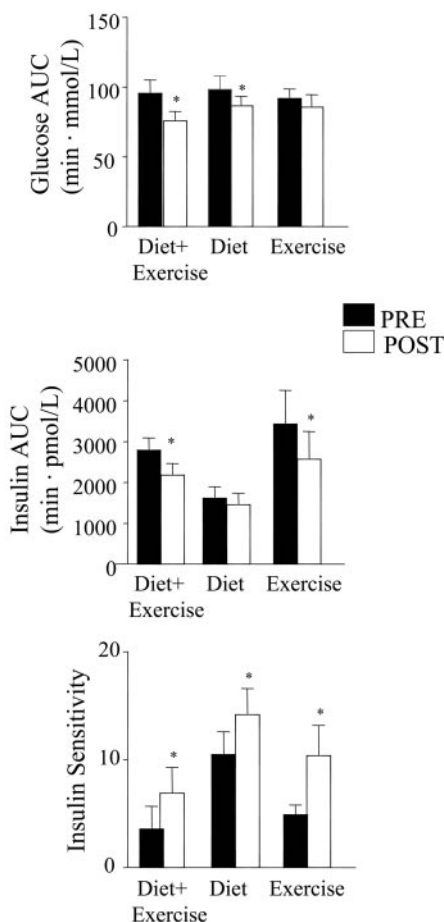 150
100
50
0
Glucose AUC
(min · mmol/L)
*
*
Diet+
Exercise
Diet
Exercise
PRE
POST
5000
4000
3000
2000
1000
0
Insulin AUC
(min · pmol/L)
*
*
Diet+
Exercise
Diet
Exercise
20
10
0
Insulin Sensitivity
*
*
*
Diet+
Exercise
Diet
Exercise